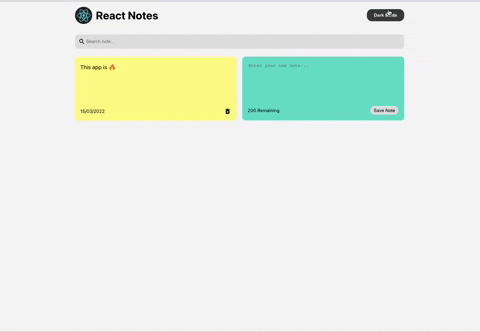 React Notes
Dark Mode
Search note...
This app is 🔥
15/03/2022
Enter your new note...
200 Remaining
Save Note